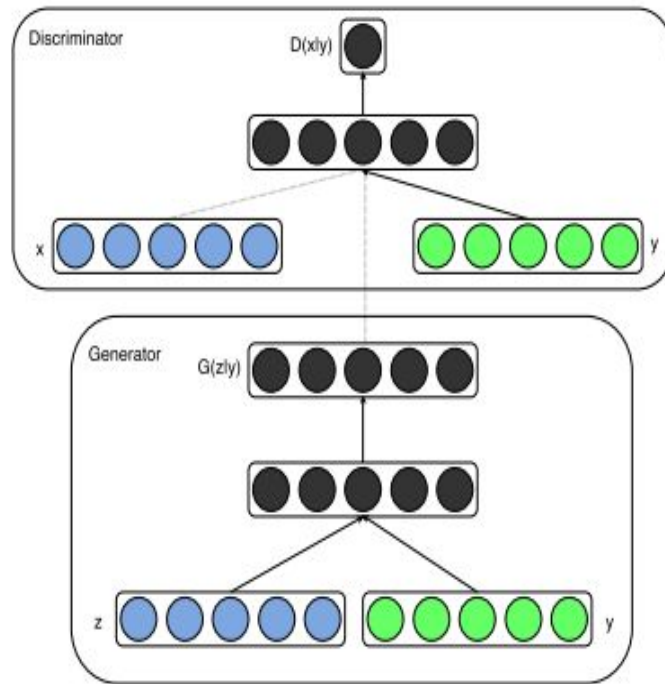 Discriminator
D(x|y)
x
y
Generator
G(z|y)
z
y